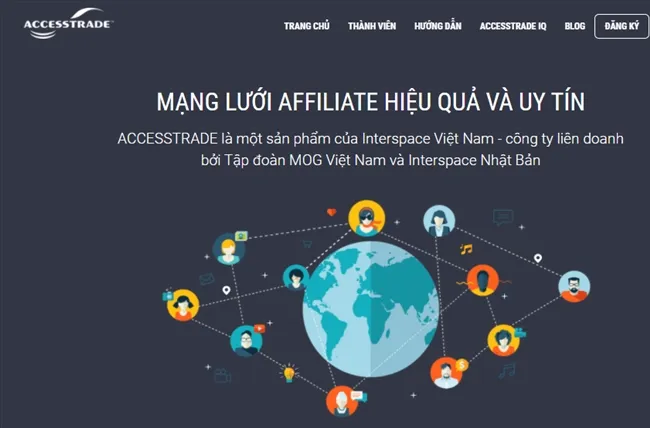 ACCESSTRADE
TRANG CHỦ THÀNH VIÊN HƯỚNG DẪN ACCESSTRADE IQ BLOG ĐĂNG KÝ
MẠNG LƯỚI AFFILIATE HIỆU QUẢ VÀ UY TÍN
ACCESSTRADE là một sản phẩm của Interspace Việt Nam - công ty liên doanh
bởi Tập đoàn MOG Việt Nam và Interspace Nhật Bản